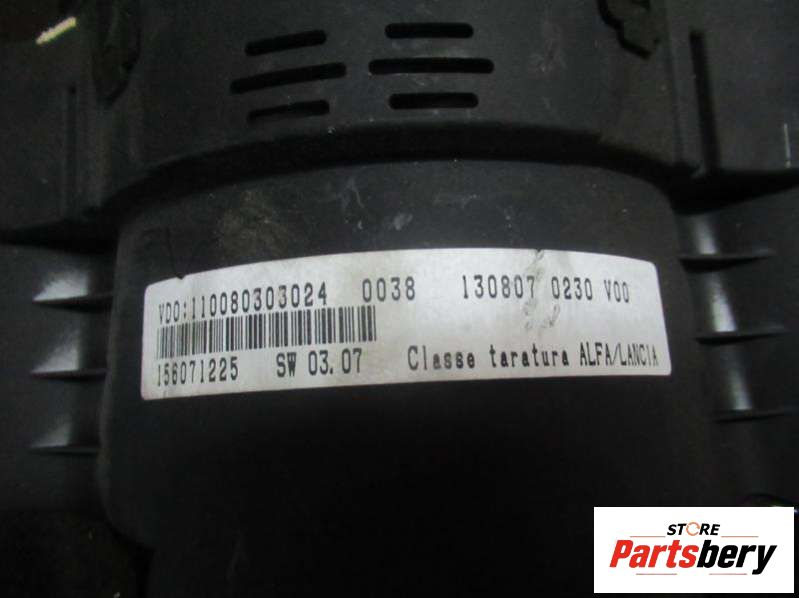 VDO:110080303024 0038 130807 0230 V00
156071225 SW 03.07 Classe taratura ALFA/LANCIA
STORE
Partsbery